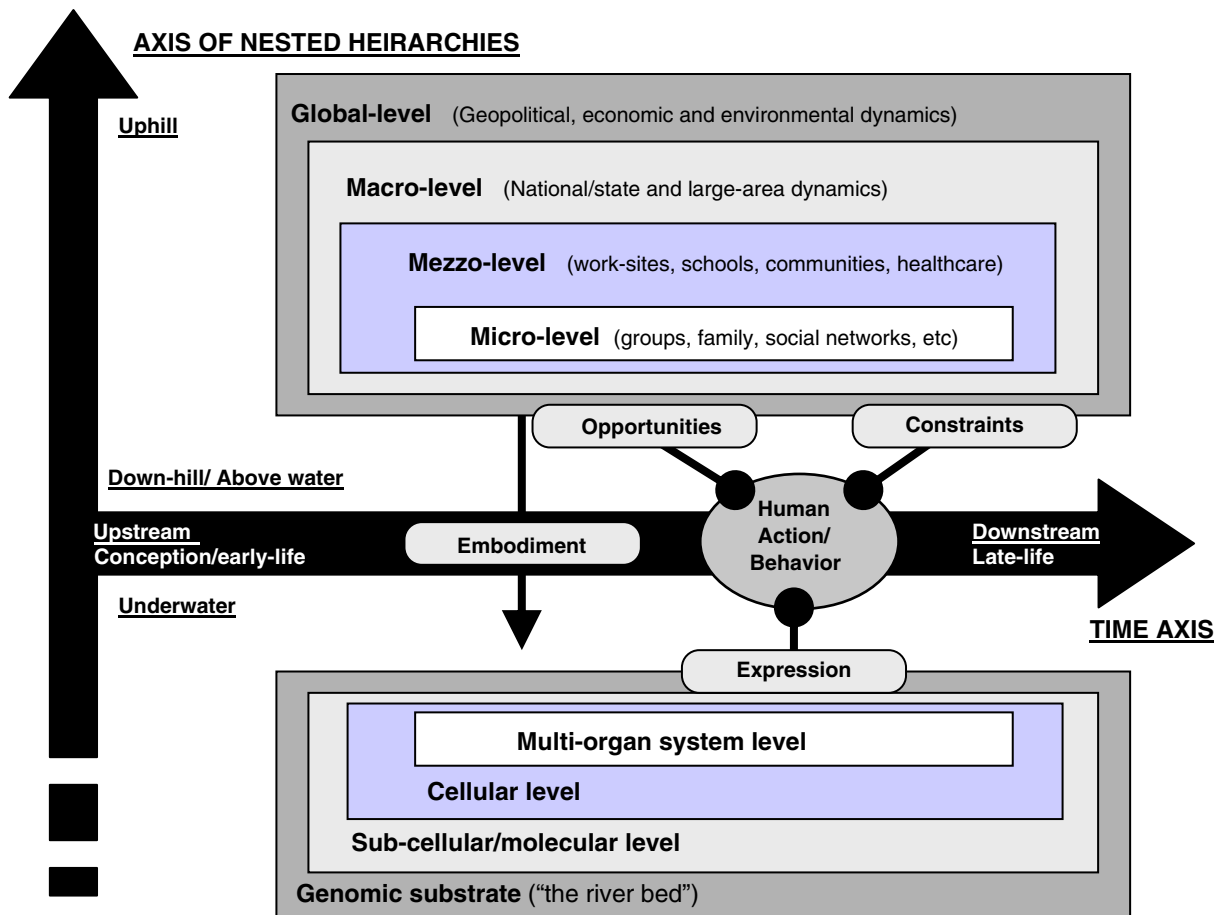 AXIS OF NESTED HEIRARCHIES
Uphill
Global-level (Geopolitical, economic and environmental dynamics)
Macro-level (National/state and large-area dynamics)
Mezzo-level (work-sites, schools, communities, healthcare)
Micro-level (groups, family, social networks, etc)
Opportunities
Constraints
Down-hill/ Above water
Upstream
Conception/early-life
Embodiment
Human
Action/
Behavior
Downstream
Late-life
Underwater
TIME AXIS
Expression
Multi-organ system level
Cellular level
Sub-cellular/molecular level
Genomic substrate (“the river bed”)